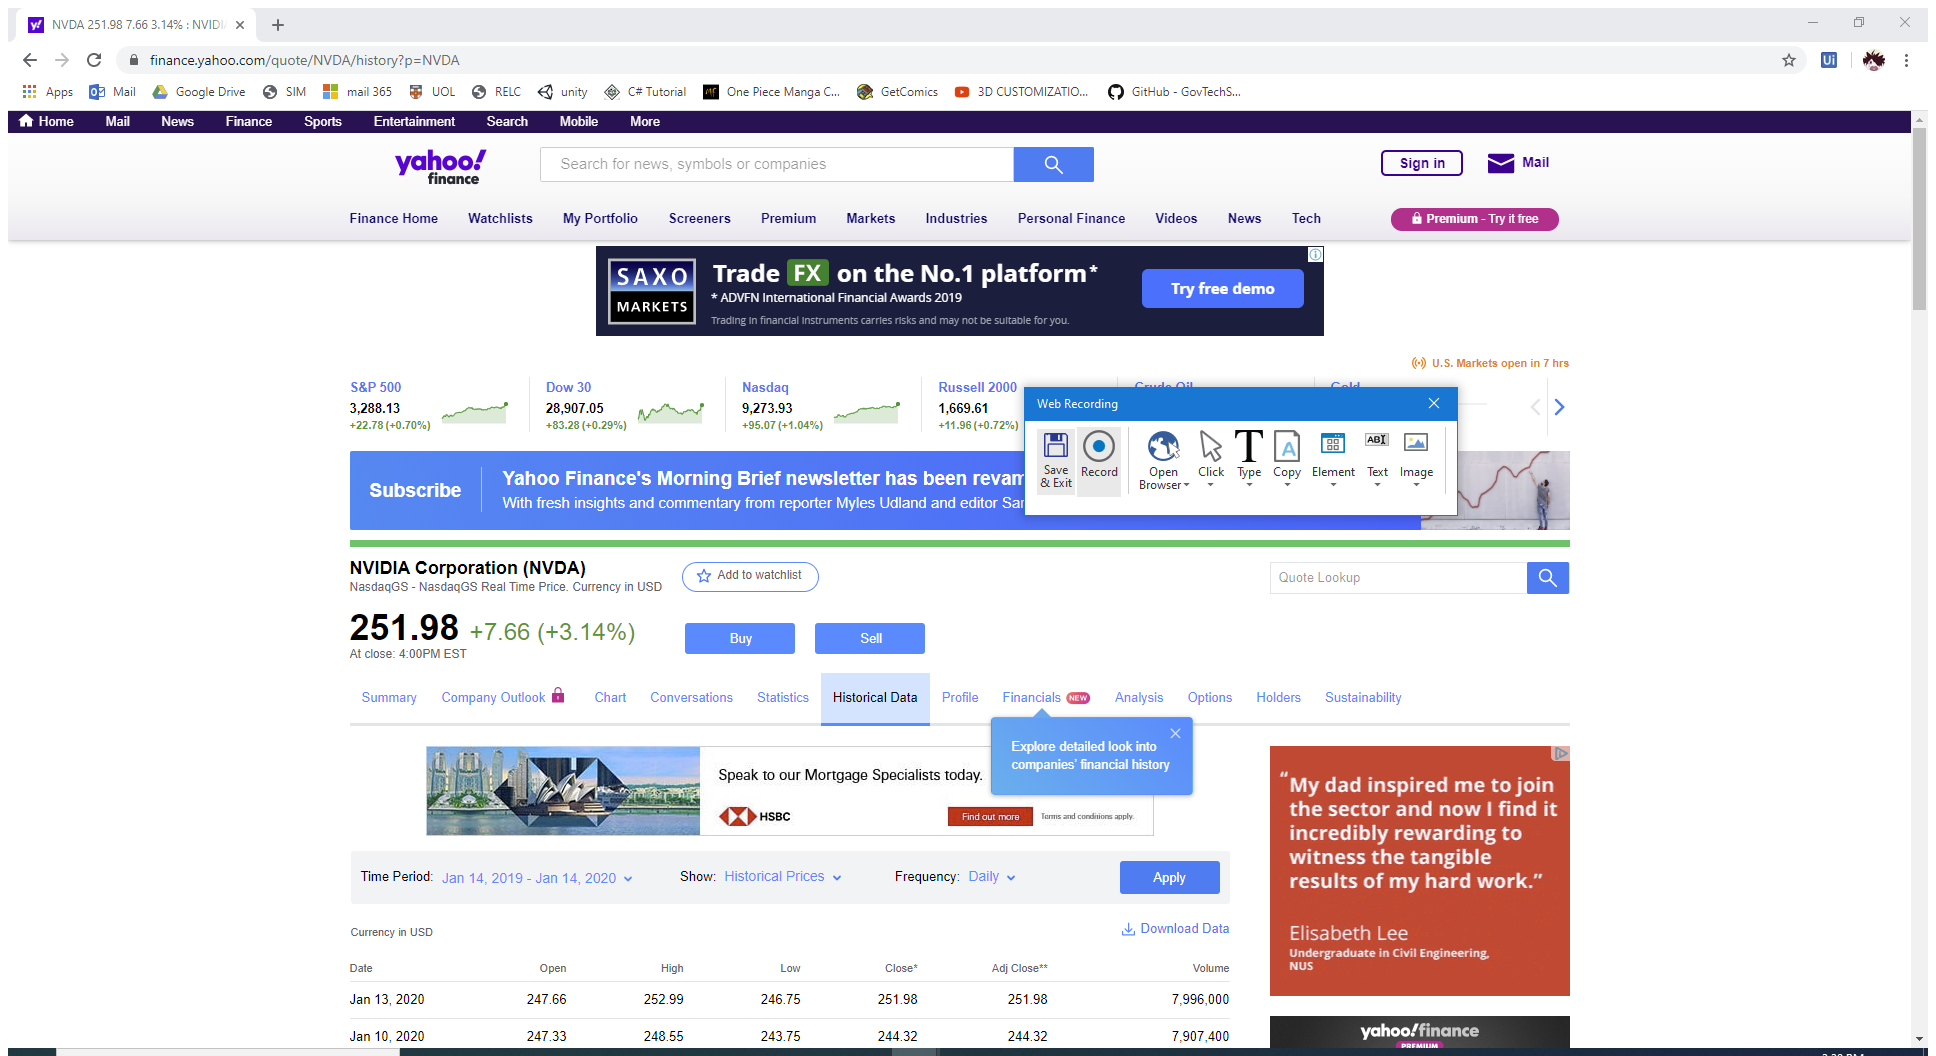 NVDA 251.98 7.66 3.14% : NVIDI
finance.yahoo.com/quote/NVDA/history?p=NVDA
Ui
Apps Mail Google Drive SIM mail 365 UOL RELC unity C# Tutorial One Piece Manga C... GetComics 3D CUSTOMIZATIO... GitHub - GovTechS...
Home Mail News Finance Sports Entertainment Search Mobile More
yahoo!
finance
Search for news, symbols or companies
Sign in
Mail
Finance Home Watchlists My Portfolio Screeners Premium Markets Industries Personal Finance Videos News Tech
Premium - Try it free
SAXO
MARKETS
Trade FX on the No.1 platform*
* ADVFN International Financial Awards 2019
Trading in financial instruments carries risks and may not be suitable for you.
Try free demo
U.S. Markets open in 7 hrs
S&P 500
3,288.13
+22.78 (+0.70%)
Dow 30
28,907.05
+83.28 (+0.29%)
Nasdaq
9,273.93
+95.07 (+1.04%)
Russell 2000
1,669.61
+11.96 (+0.72%)
Crude Oil
Gold
Web Recording
Save
& Exit
Record
Open
Browser
Click
Type
Copy
Element
ABI
Text
Image
Subscribe
Yahoo Finance's Morning Brief newsletter has been revam
With fresh insights and commentary from reporter Myles Udland and editor Sa
NVIDIA Corporation (NVDA)
NasdaqGS - NasdaqGS Real Time Price. Currency in USD
Add to watchlist
Quote Lookup
251.98 +7.66 (+3.14%)
At close: 4:00PM EST
Buy
Sell
Summary Company Outlook Chart Conversations Statistics Historical Data Profile Financials NEW Analysis Options Holders Sustainability
Explore detailed look into
companies' financial history
Speak to our Mortgage Specialists today.
HSBC
Find out more
Terms and conditions apply.
"My dad inspired me to join
the sector and now I find it
incredibly rewarding to
witness the tangible
results of my hard work."
Elisabeth Lee
Undergraduate in Civil Engineering,
NUS
Time Period: Jan 14, 2019 - Jan 14, 2020
Show: Historical Prices
Frequency: Daily
Apply
Currency in USD
Download Data
Date Open High Low Close* Adj Close** Volume
Jan 13, 2020 247.66 252.99 246.75 251.98 251.98 7,996,000
Jan 10, 2020 247.33 248.55 243.75 244.32 244.32 7,907,400
yahoo!finance
PREMIUM